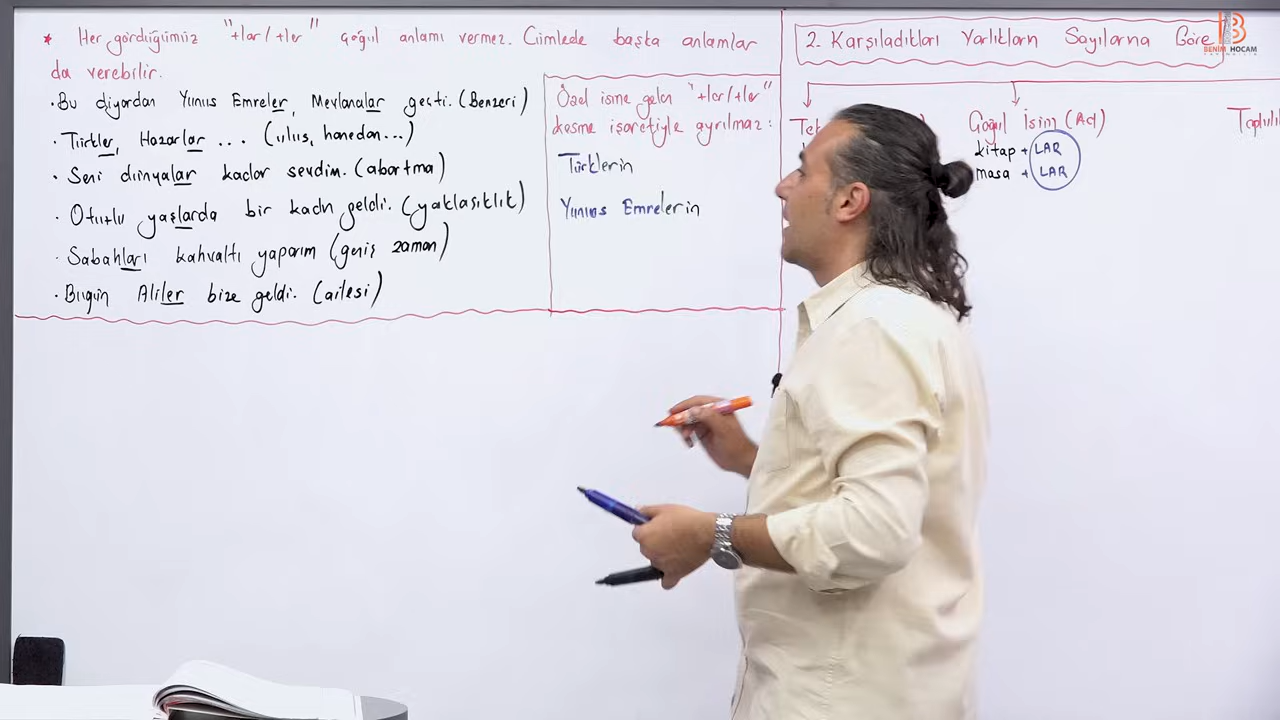 * Her gördüğümüz "+lar/+ler" çoğul anlamı vermez. Cümlede başka anlamlar
da verebilir.
• Bu diyardan Yunus Emreler, Mevlanalar geçti. (Benzeri)
• Türkler, Hazarlar ... (ulus, hanedan...)
• Seni dünyalar kadar sevdim. (abartma)
• Otuzlu yaşlarda bir kadın geldi. (yaklaşıklık)
• Sabahları kahvaltı yaparım (geniş zaman)
• Bugün Aliler bize geldi. (ailesi)
Özel isme gelen "+lar/+ler"
kesme işaretiyle ayrılmaz:
Türklerin
Yunus Emrelerin
2. Karşıladıkları Varlıkların Sayılarına Göre
Çoğul İsim (Ad)
kitap + LAR
masa + LAR
BENİM HOCAM